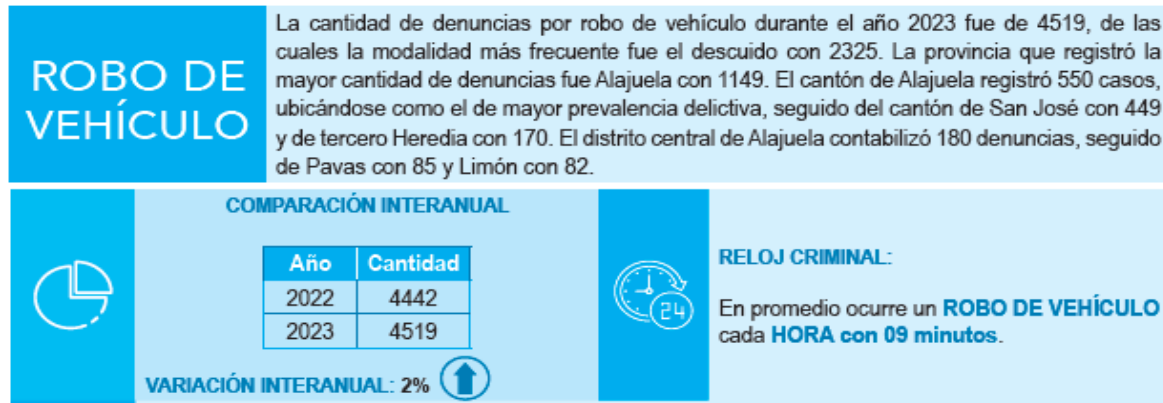 ROBO DE
VEHÍCULO
La cantidad de denuncias por robo de vehículo durante el año 2023 fue de 4519, de las
cuales la modalidad más frecuente fue el descuido con 2325. La provincia que registró la
mayor cantidad de denuncias fue Alajuela con 1149. El cantón de Alajuela registró 550 casos,
ubicándose como el de mayor prevalencia delictiva, seguido del cantón de San José con 449
y de tercero Heredia con 170. El distrito central de Alajuela contabilizó 180 denuncias, seguido
de Pavas con 85 y Limón con 82.
COMPARACIÓN INTERANUAL
Año Cantidad
2022 4442
2023 4519
VARIACIÓN INTERANUAL: 2%
24
RELOJ CRIMINAL:
En promedio ocurre un ROBO DE VEHÍCULO
cada HORA con 09 minutos.